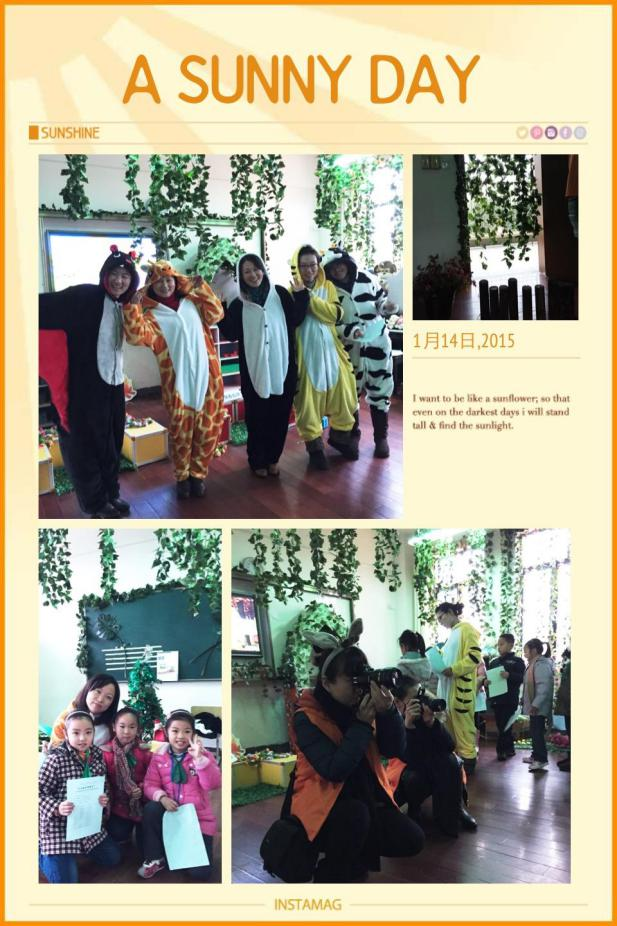 A SUNNY DAY
SUNSHINE
1月14日,2015
I want to be like a sunflower; so that
even on the darkest days i will stand
tall & find the sunlight.
INSTAMAG